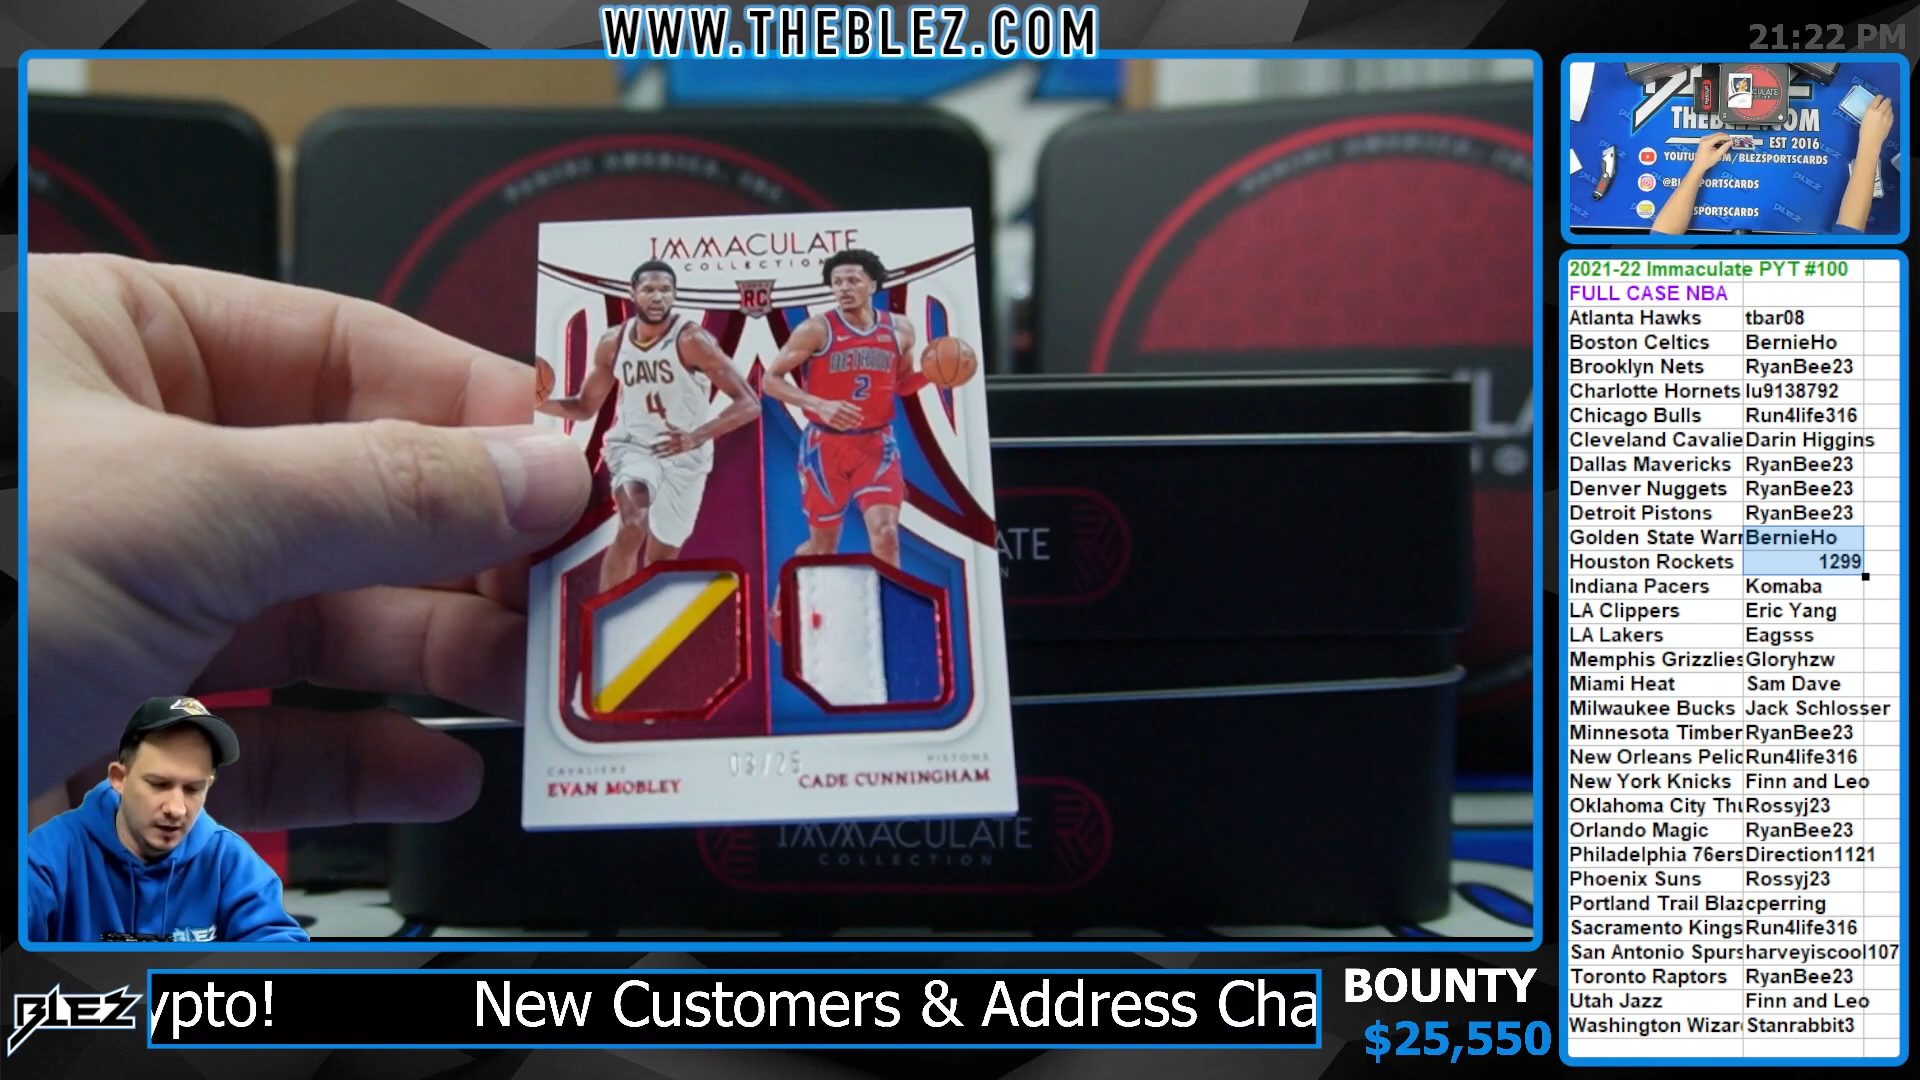 WWW.THEBLEZ.COM
21:22 PM
PANINI AMERICA, INC.
IMMACULATE
COLLECTION
RC
CAVS
4
DETROIT
2
03/25
CAVALIERS
EVAN MOBLEY
PISTONS
CADE CUNNINGHAM
IMMACULATE
COLLECTION
THEBLEZ.COM
EST 2016
2021-22 Immaculate PYT #100
FULL CASE NBA
Atlanta Hawks tbar08
Boston Celtics BernieHo
Brooklyn Nets RyanBee23
Charlotte Hornets lu9138792
Chicago Bulls Run4life316
Cleveland Cavalie Darin Higgins
Dallas Mavericks RyanBee23
Denver Nuggets RyanBee23
Detroit Pistons RyanBee23
Golden State Warr BernieHo
Houston Rockets 1299
Indiana Pacers Komaba
LA Clippers Eric Yang
LA Lakers Eagsss
Memphis Grizzlies Gloryhzw
Miami Heat Sam Dave
Milwaukee Bucks Jack Schlosser
Minnesota Timber RyanBee23
New Orleans Pelic Run4life316
New York Knicks Finn and Leo
Oklahoma City Thu Rossyj23
Orlando Magic RyanBee23
Philadelphia 76ers Direction1121
Phoenix Suns Rossyj23
Portland Trail Blaz cperring
Sacramento Kings Run4life316
San Antonio Spurs harveyiscool107
Toronto Raptors RyanBee23
Utah Jazz Finn and Leo
Washington Wizar Stanrabbit3
BLEZ
ypto! New Customers & Address Cha
BOUNTY
$25,550